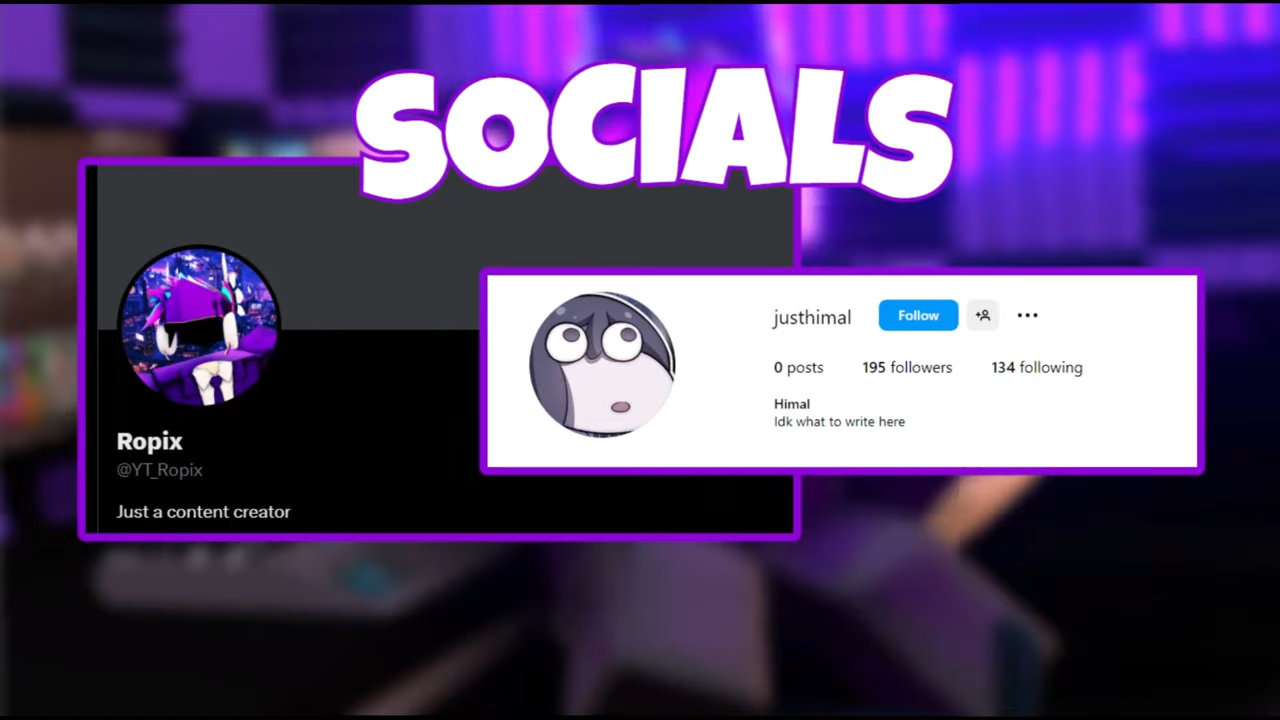 SOCIALS
Ropix
@YT_Ropix
Just a content creator
justhimal Follow
0 posts 195 followers 134 following
Himal
Idk what to write here